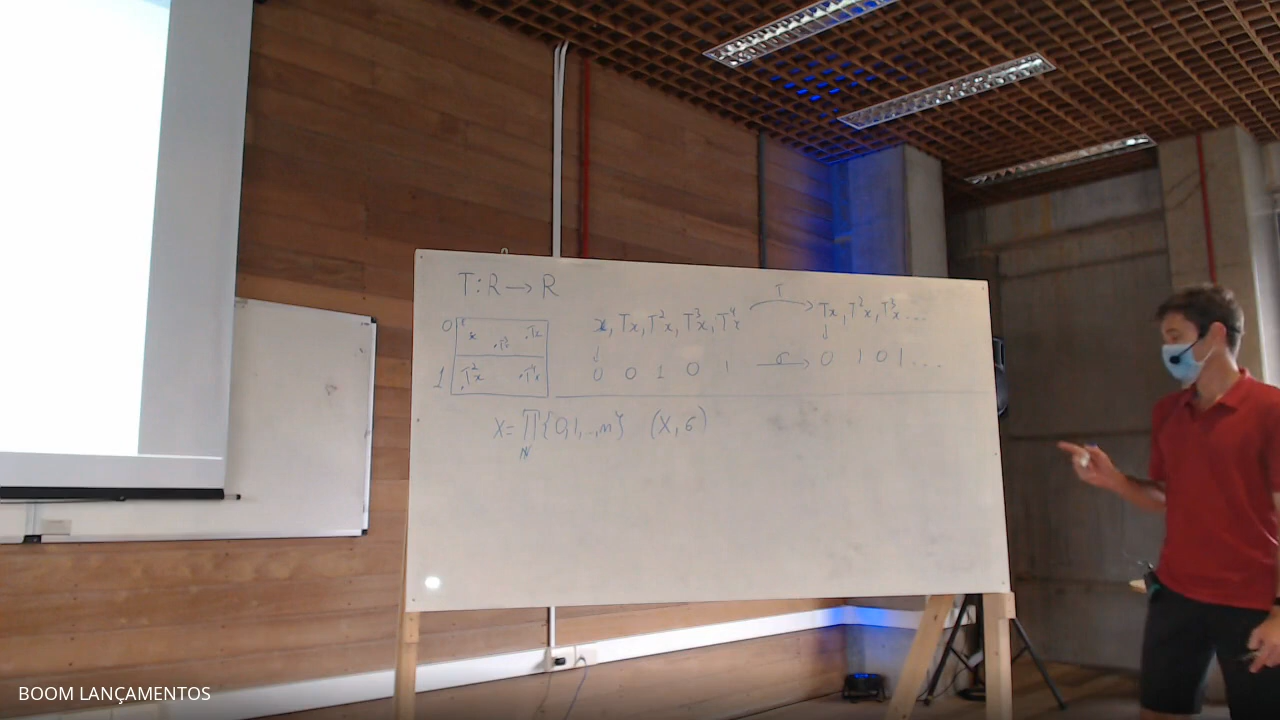 T: R → R
0 x .T³x .Tx
1 .T²x .T⁴x
x, Tx, T²x, T³x, T⁴x T Tx, T²x, T³x ...
↓ ↓
0 0 1 0 1 σ → 0 1 0 1 ...
X = ∏ {0,1,...,n} (X, σ)
ℕ
BOOM LANÇAMENTOS